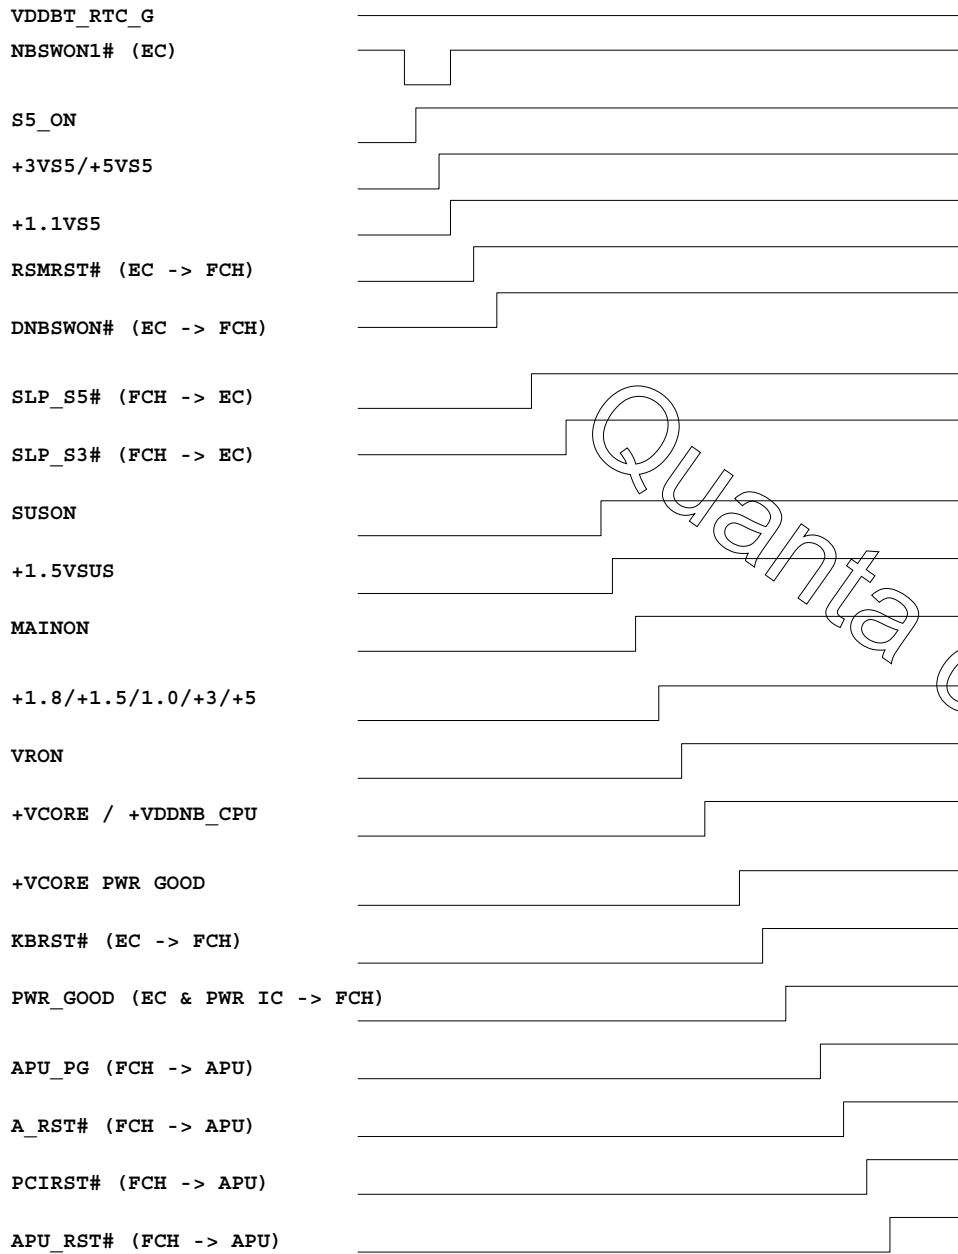 VDDBT_RTC_G
NBSWON1# (EC)
S5_ON
+3VS5/+5VS5
+1.1VS5
RSMRST# (EC -> FCH)
DNBSWON# (EC -> FCH)
SLP_S5# (FCH -> EC)
SLP_S3# (FCH -> EC)
SUSON
+1.5VSUS
MAINON
+1.8/+1.5/1.0/+3/+5
VRON
+VCORE / +VDDNB_CPU
+VCORE PWR GOOD
KBRST# (EC -> FCH)
PWR_GOOD (EC & PWR IC -> FCH)
APU_PG (FCH -> APU)
A_RST# (FCH -> APU)
PCIRST# (FCH -> APU)
APU_RST# (FCH -> APU)
Quanta